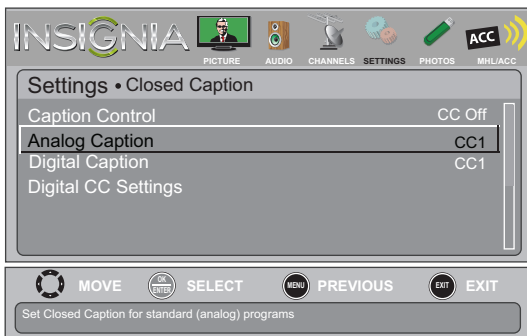 INSIGNIA
PICTURE AUDIO CHANNELS SETTINGS PHOTOS MHL/ACC
ACC
Settings • Closed Caption
Caption Control CC Off
Analog Caption CC1
Digital Caption CC1
Digital CC Settings
MOVE OK ENTER SELECT MENU PREVIOUS EXIT EXIT
Set Closed Caption for standard (analog) programs